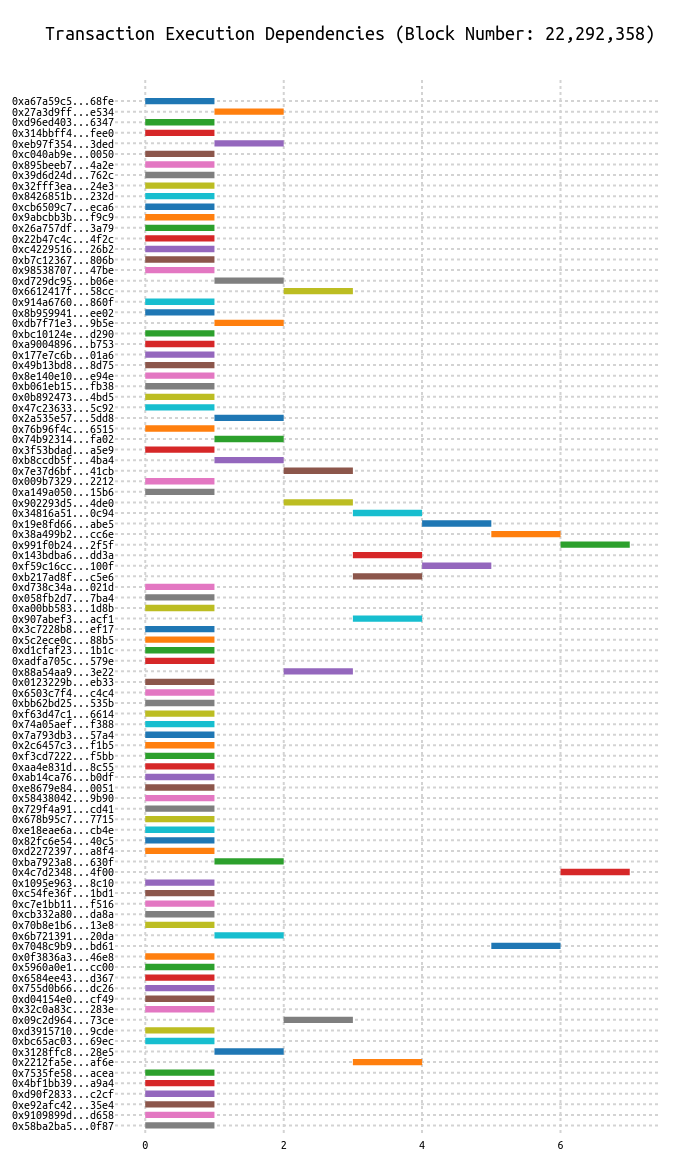 Transaction Execution Dependencies (Block Number: 22,292,358)
0xa67a59c5...68fe
0x27a3d9ff...e534
0xd96ed403...6347
0x314bbff4...fee0
0xeb97f354...3ded
0xc040ab9e...0050
0x895beeb7...4a2e
0x39d6d24d...762c
0x32fff3ea...24e3
0x8426851b...232d
0xcb6509c7...eca6
0x9abcbb3b...f9c9
0x26a757df...3a79
0x22b47c4c...4f2c
0xc4229516...26b2
0xb7c12367...806b
0x98538707...47be
0xd729dc95...b06e
0x6612417f...58cc
0x914a6760...860f
0x8b959941...ee02
0xdb7f71e3...9b5e
0xbc10124e...d290
0xa9004896...b753
0x177e7c6b...01a6
0x49b13bd8...8d75
0x8e140e10...e94e
0xb061eb15...fb38
0x0b892473...4bd5
0x47c23633...5c92
0x2a535e57...5dd8
0x76b96f4c...6515
0x74b92314...fa02
0x3f53bdad...a5e9
0xb8ccdb5f...4ba4
0x7e37d6bf...41cb
0x009b7329...2212
0xa149a050...15b6
0x902293d5...4de0
0x34816a51...0c94
0x19e8fd66...abe5
0x38a499b2...cc6e
0x991f0b24...2f5f
0x143bdba6...dd3a
0xf59c16cc...100f
0xb217ad8f...c5e6
0xd738c34a...021d
0x058fb2d7...7ba4
0xa00bb583...1d8b
0x907abef3...acf1
0x3c7228b8...ef17
0x5c2ece0c...88b5
0xd1cfaf23...1b1c
0xadfa705c...579e
0x88a54aa9...3e22
0x0123229b...eb33
0x6503c7f4...c4c4
0xbb62bd25...535b
0xf63d47c1...6614
0x74a05aef...f388
0x7a793db3...57a4
0x2c6457c3...f1b5
0xf3cd7222...f5bb
0xaa4e831d...8c55
0xab14ca76...b0df
0xe8679e84...0051
0x58438042...9b90
0x729f4a91...cd41
0x678b95c7...7715
0xe18eae6a...cb4e
0x82fc6e54...40c5
0xd2272397...a8f4
0xba7923a8...630f
0x4c7d2348...4f00
0x1095e963...8c10
0xc54fe36f...1bd1
0xc7e1bb11...f516
0xcb332a80...da8a
0x70b8e1b6...13e8
0x6b721391...20da
0x7048c9b9...bd61
0x0f3836a3...46e8
0x5960a0e1...cc00
0x6584ee43...d367
0x755d0b66...dc26
0xd04154e0...cf49
0x32c0a83c...283e
0x09c2d964...73ce
0xd3915710...9cde
0xbc65ac03...69ec
0x3128ffc8...28e5
0x2212fa5e...af6e
0x7535fe58...acea
0x4bf1bb39...a9a4
0xd90f2833...c2cf
0xe92afc42...35e4
0x9109899d...d658
0x58ba2ba5...0f87
0 2 4 6